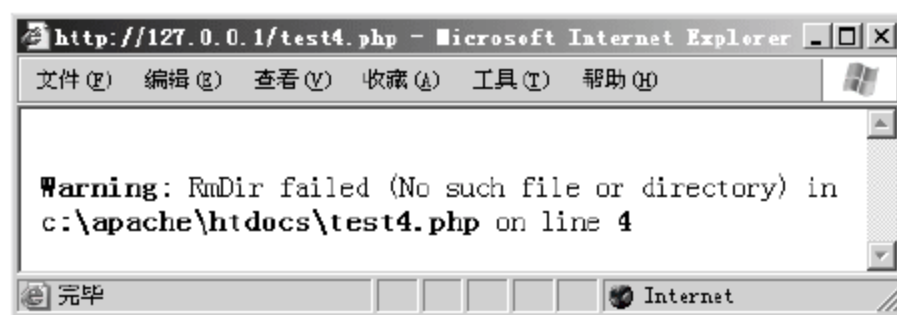 http://127.0.0.1/test4.php - Microsoft Internet Explorer
文件(F) 编辑(E) 查看(V) 收藏(A) 工具(T) 帮助(H)
Warning: RmDir failed (No such file or directory) in
c:\apache\htdocs\test4.php on line 4
完毕 Internet